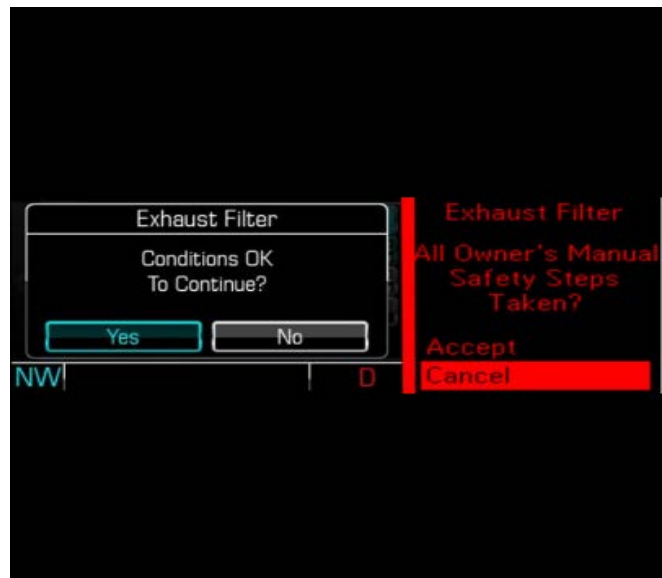 Exhaust Filter
Conditions OK
To Continue?
Yes
No
NW
D
Exhaust Filter
All Owner's Manual
Safety Steps
Taken?
Accept
Cancel